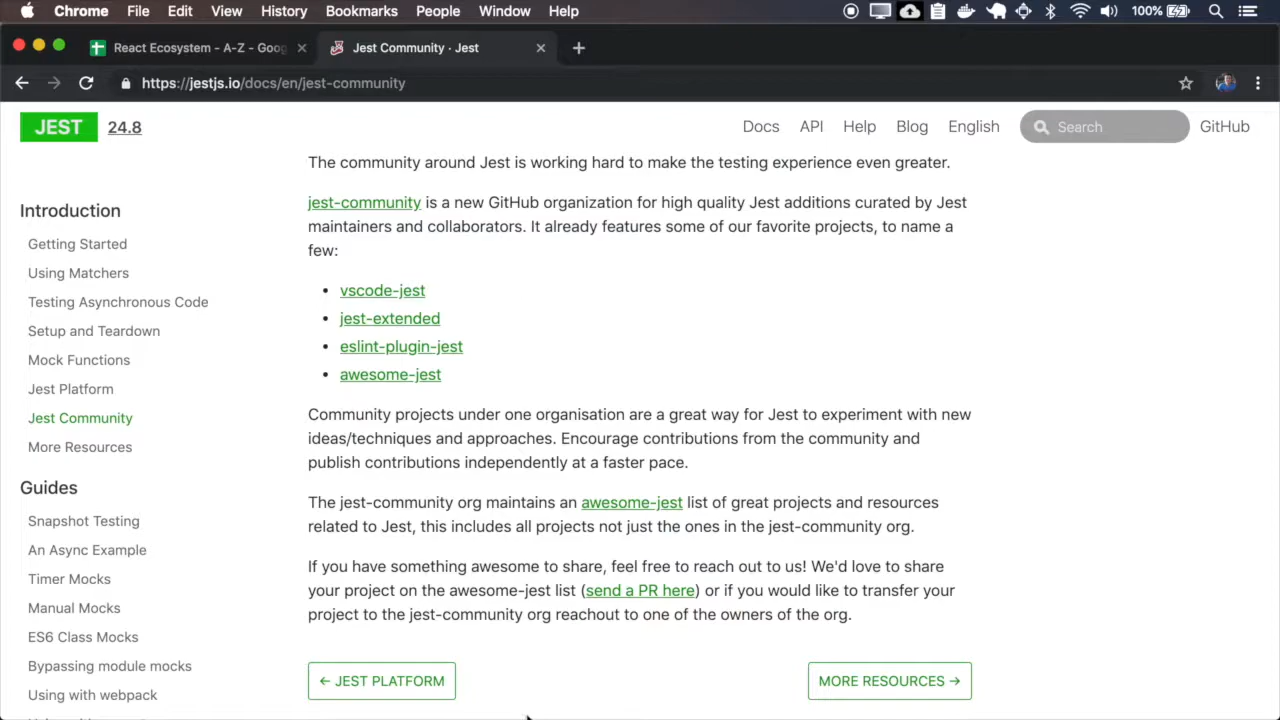 Chrome File Edit View History Bookmarks People Window Help 100%
React Ecosystem - A-Z - Goog
Jest Community · Jest
https://jestjs.io/docs/en/jest-community
JEST 24.8 Docs API Help Blog English Search GitHub
Introduction
Getting Started
Using Matchers
Testing Asynchronous Code
Setup and Teardown
Mock Functions
Jest Platform
Jest Community
More Resources
Guides
Snapshot Testing
An Async Example
Timer Mocks
Manual Mocks
ES6 Class Mocks
Bypassing module mocks
Using with webpack
The community around Jest is working hard to make the testing experience even greater.
jest-community is a new GitHub organization for high quality Jest additions curated by Jest
maintainers and collaborators. It already features some of our favorite projects, to name a
few:
• vscode-jest
• jest-extended
• eslint-plugin-jest
• awesome-jest
Community projects under one organisation are a great way for Jest to experiment with new
ideas/techniques and approaches. Encourage contributions from the community and
publish contributions independently at a faster pace.
The jest-community org maintains an awesome-jest list of great projects and resources
related to Jest, this includes all projects not just the ones in the jest-community org.
If you have something awesome to share, feel free to reach out to us! We'd love to share
your project on the awesome-jest list (send a PR here) or if you would like to transfer your
project to the jest-community org reachout to one of the owners of the org.
← JEST PLATFORM
MORE RESOURCES →